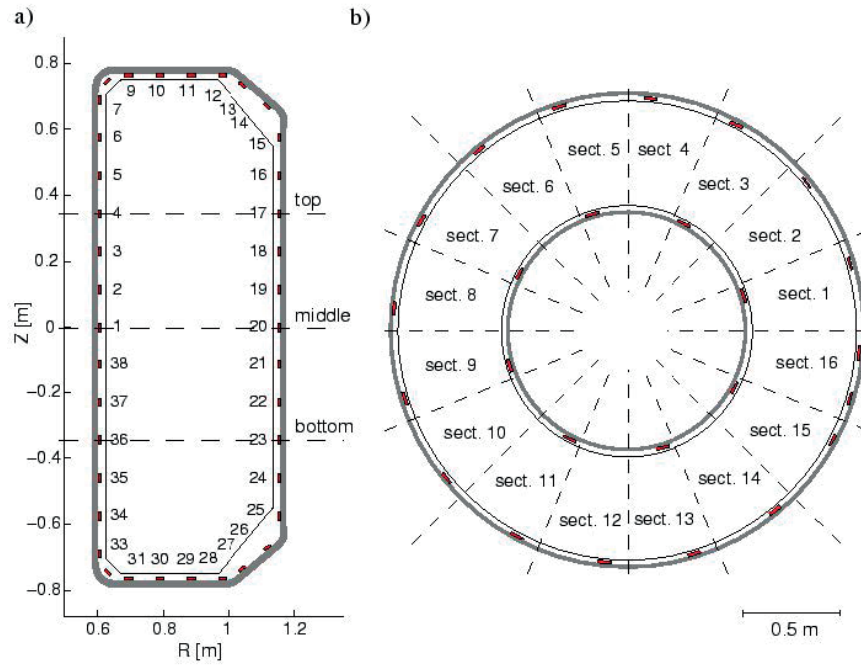 a)
0.8
0.6
0.4
0.2
0
−0.2
−0.4
−0.6
−0.8
Z [m]
0.6 0.8 1 1.2
R [m]
9 10 11 12
7 13
14
6 15
5 16
4 17 top
3 18
2 19
1 20 middle
38 21
37 22
36 23 bottom
35 24
34 25
33 26
31 30 29 28 27
b)
sect. 5 sect. 4
sect. 6 sect. 3
sect. 7 sect. 2
sect. 8 sect. 1
sect. 9 sect. 16
sect. 10 sect. 15
sect. 11 sect. 14
sect. 12 sect. 13
0.5 m